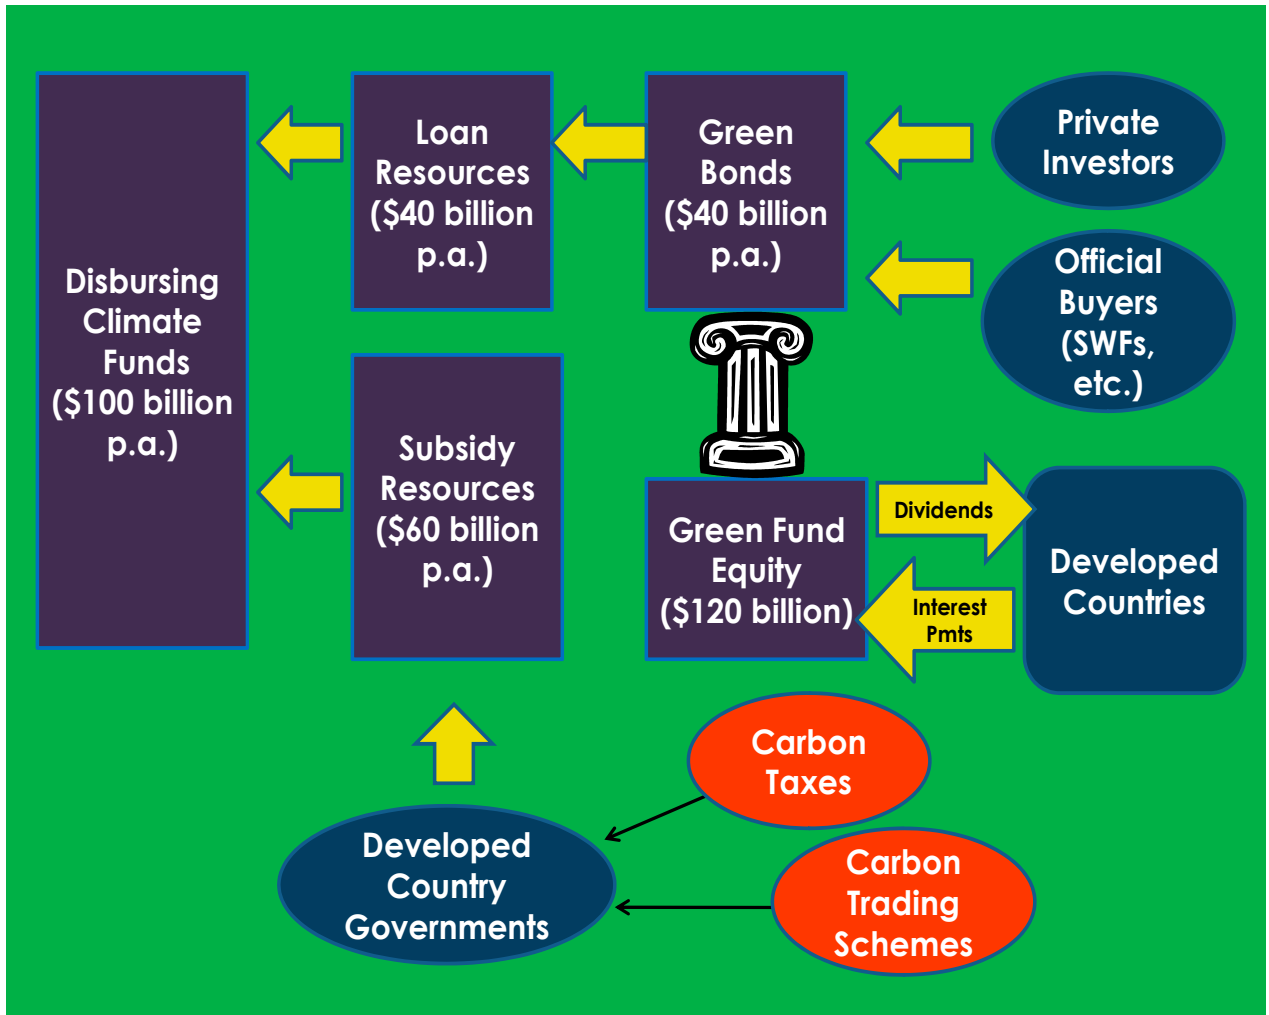 Disbursing
Climate
Funds
($100 billion
p.a.)
Loan
Resources
($40 billion
p.a.)
Green
Bonds
($40 billion
p.a.)
Private
Investors
Official
Buyers
(SWFs,
etc.)
Subsidy
Resources
($60 billion
p.a.)
Green Fund
Equity
($120 billion)
Dividends
Interest
Pmts
Developed
Countries
Carbon
Taxes
Developed
Country
Governments
Carbon
Trading
Schemes